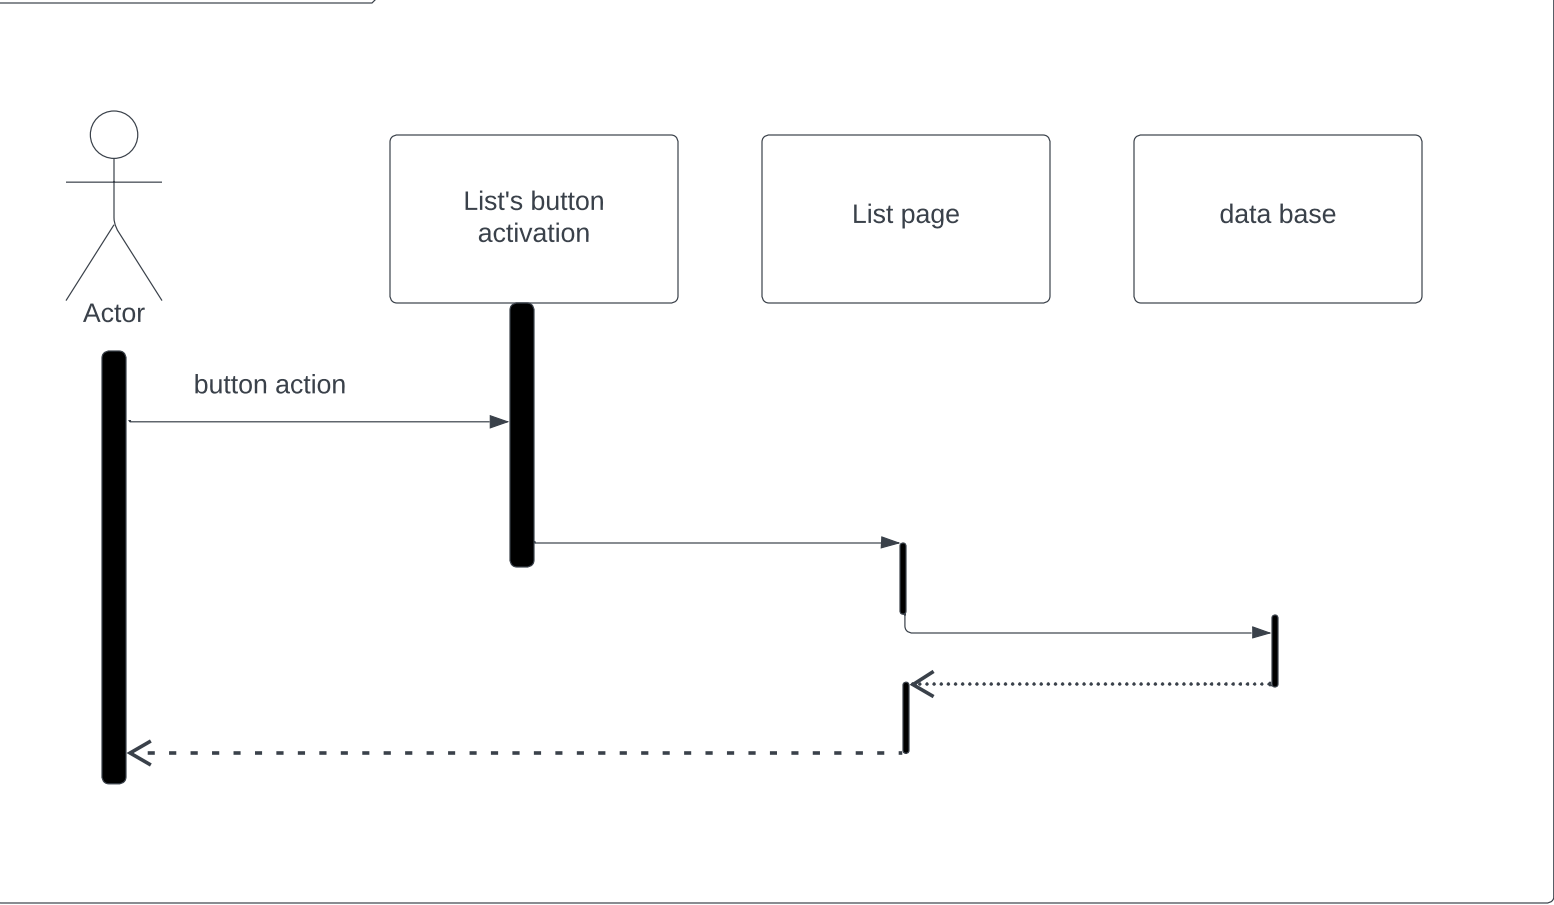 List's button
activation
List page
data base
Actor
button action